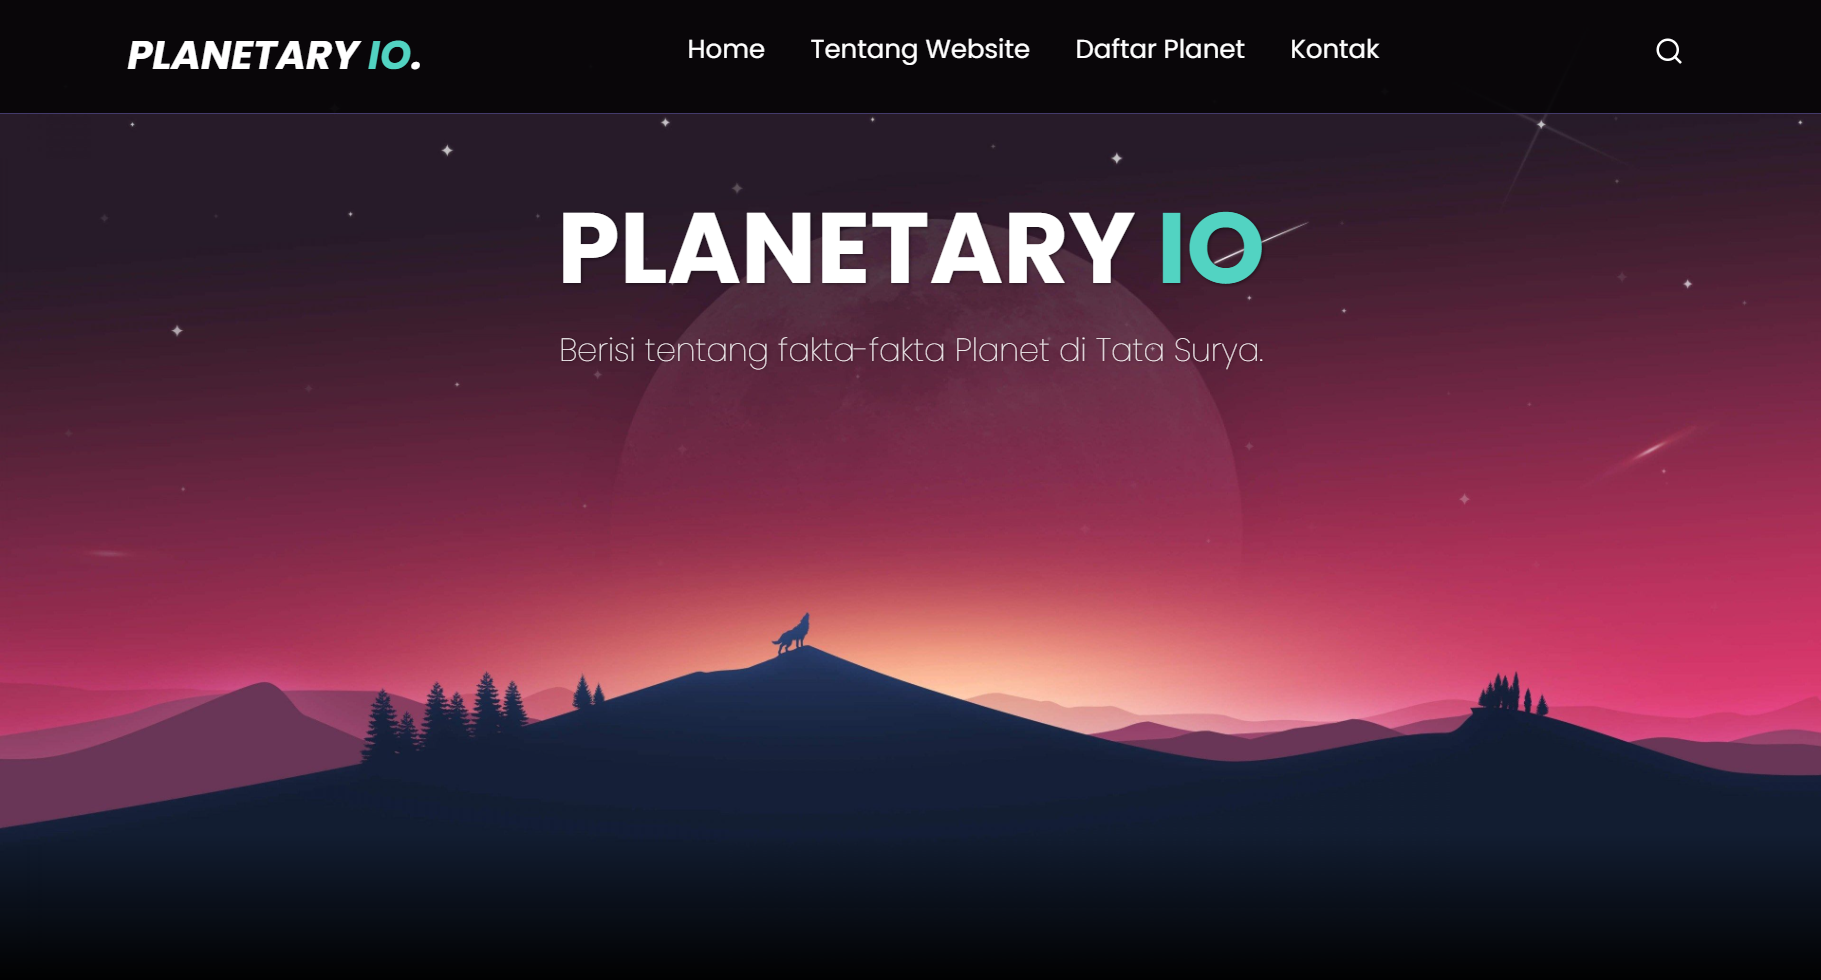 PLANETARY IO.
Home
Tentang Website
Daftar Planet
Kontak
PLANETARY IO
Berisi tentang fakta-fakta Planet di Tata Surya.